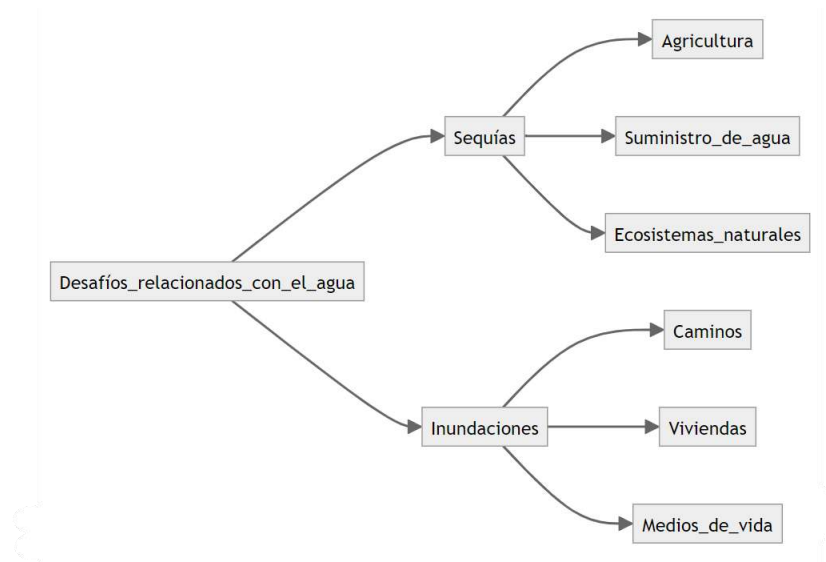 Agricultura
Sequías
Suministro_de_agua
Ecosistemas_naturales
Desafíos_relacionados_con_el_agua
Caminos
Inundaciones
Viviendas
Medios_de_vida